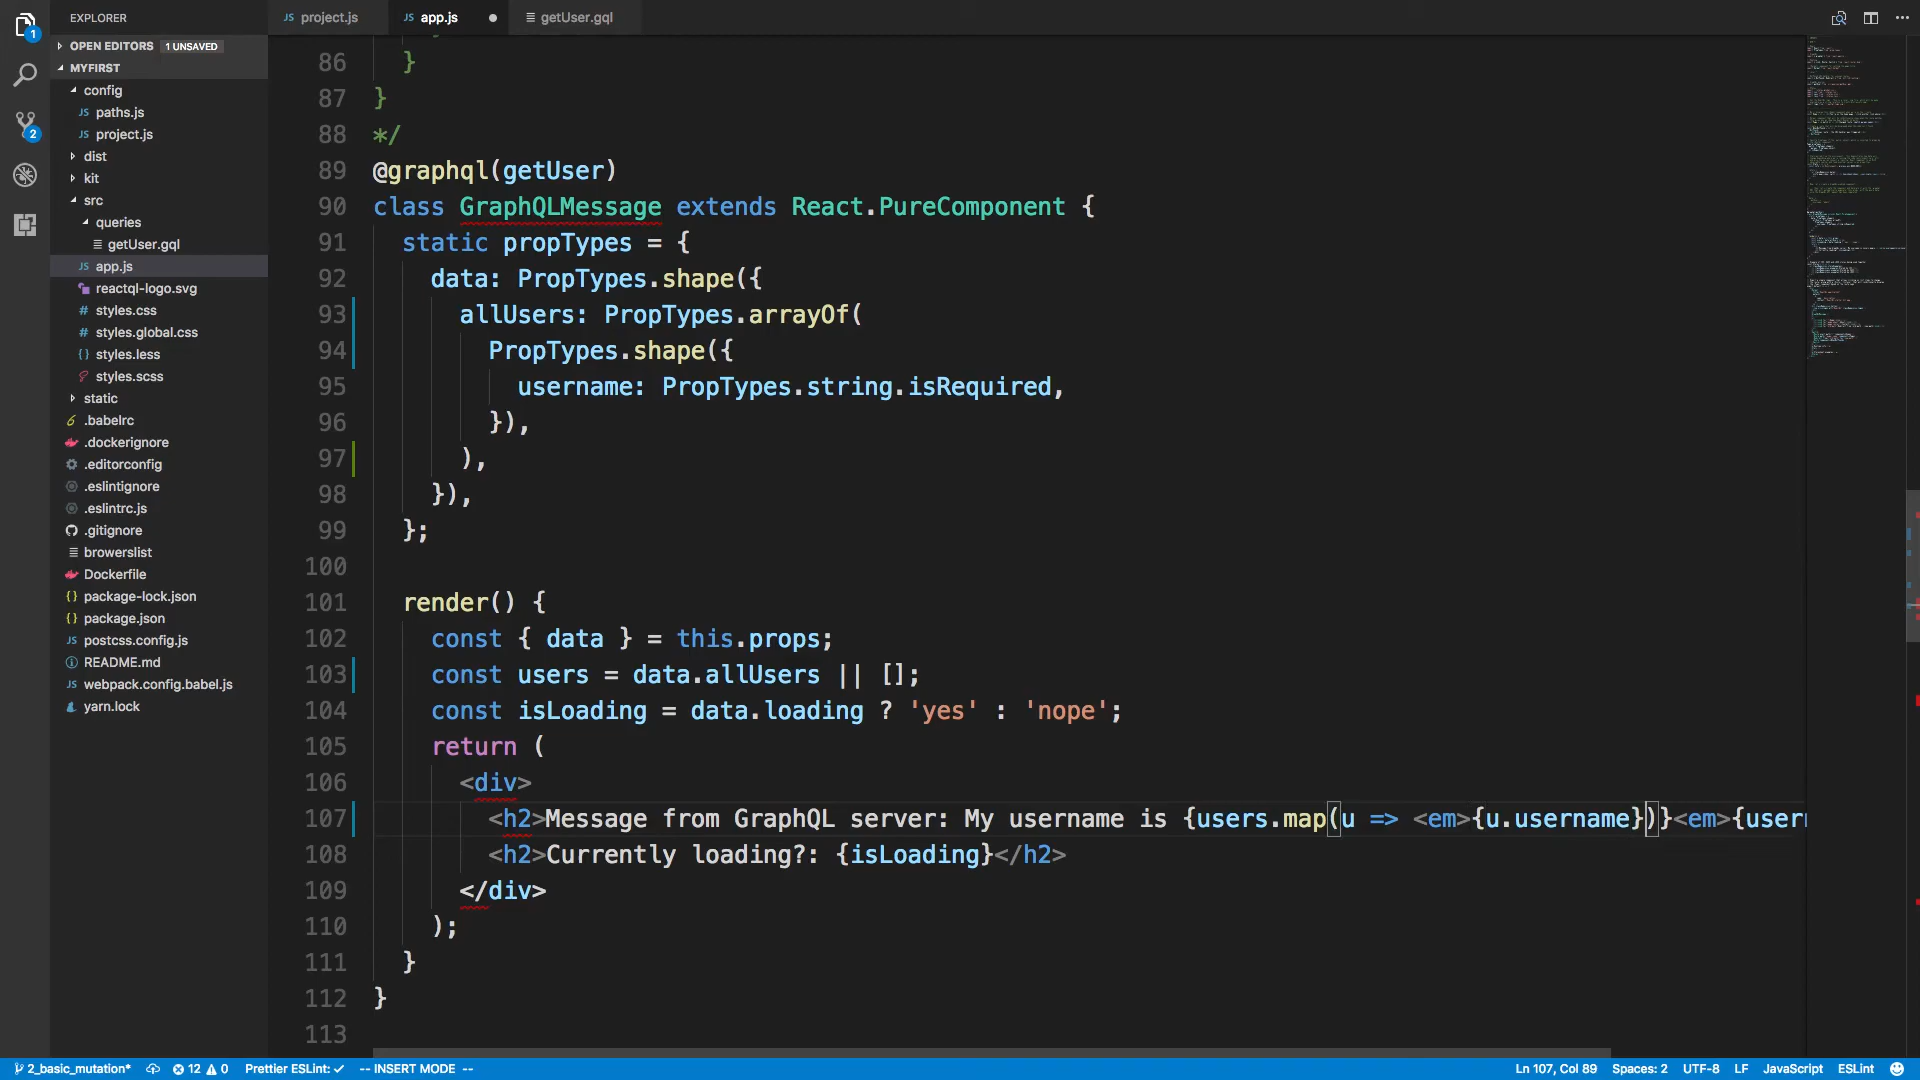 EXPLORER
JS project.js
JS app.js
getUser.gql
1
OPEN EDITORS 1 UNSAVED
MYFIRST
config
JS paths.js
2
JS project.js
dist
kit
src
queries
getUser.gql
JS app.js
reactql-logo.svg
# styles.css
# styles.global.css
{} styles.less
styles.scss
static
.babelrc
.dockerignore
.editorconfig
.eslintignore
.eslintrc.js
.gitignore
browerslist
Dockerfile
{} package-lock.json
{} package.json
JS postcss.config.js
README.md
JS webpack.config.babel.js
yarn.lock
86 }
87 }
88 */
89 @graphql(getUser)
90 class GraphQLMessage extends React.PureComponent {
91 static propTypes = {
92 data: PropTypes.shape({
93 allUsers: PropTypes.arrayOf(
94 PropTypes.shape({
95 username: PropTypes.string.isRequired,
96 }),
97 ),
98 }),
99 };
100
101 render() {
102 const { data } = this.props;
103 const users = data.allUsers || [];
104 const isLoading = data.loading ? 'yes' : 'nope';
105 return (
106 <div>
107 <h2>Message from GraphQL server: My username is {users.map(u => <em>{u.username})}<em>{user
108 <h2>Currently loading?: {isLoading}</h2>
109 </div>
110 );
111 }
112 }
113
2_basic_mutation* 12 0 Prettier ESLint: ✓ -- INSERT MODE -- Ln 107, Col 89 Spaces: 2 UTF-8 LF JavaScript ESLint